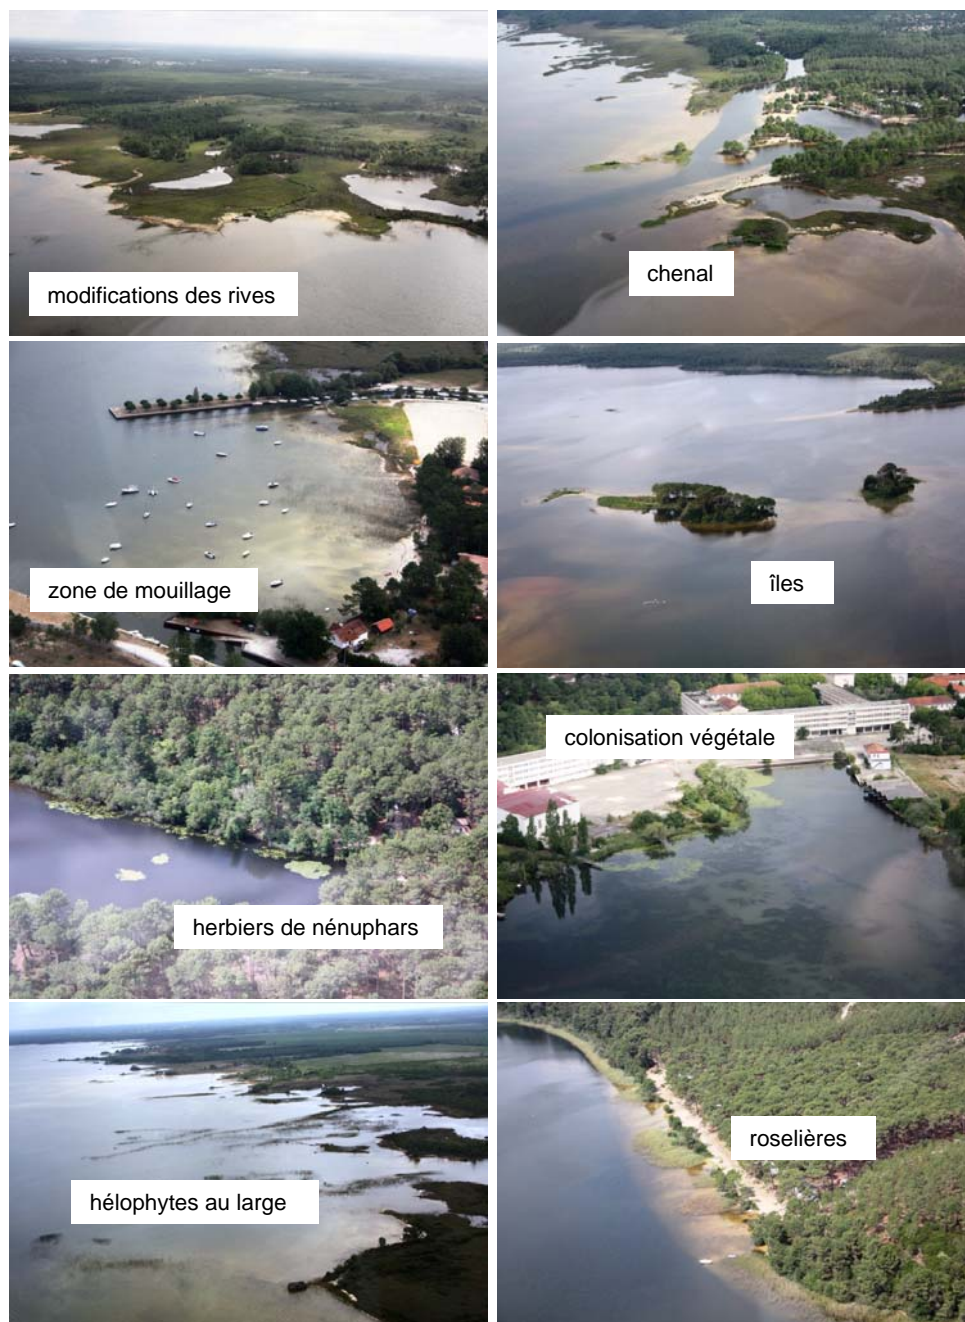 modifications des rives
chenal
zone de mouillage
îles
herbiers de nénuphars
colonisation végétale
hélophytes au large
roselières